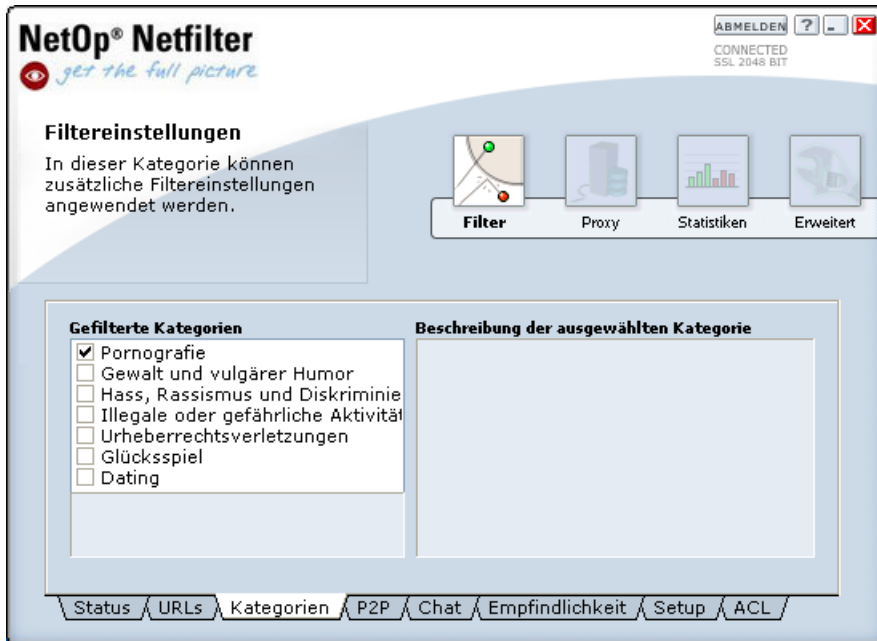 NetOp® Netfilter
get the full picture
ABMELDEN ?
CONNECTED
SSL 2048 BIT
Filtereinstellungen
In dieser Kategorie können
zusätzliche Filtereinstellungen
angewendet werden.
Filter Proxy Statistiken Erweitert
Gefilterte Kategorien
Pornografie
Gewalt und vulgärer Humor
Hass, Rassismus und Diskriminie
Illegale oder gefährliche Aktivität
Urheberrechtsverletzungen
Glücksspiel
Dating
Beschreibung der ausgewählten Kategorie
Status URLs Kategorien P2P Chat Empfindlichkeit Setup ACL